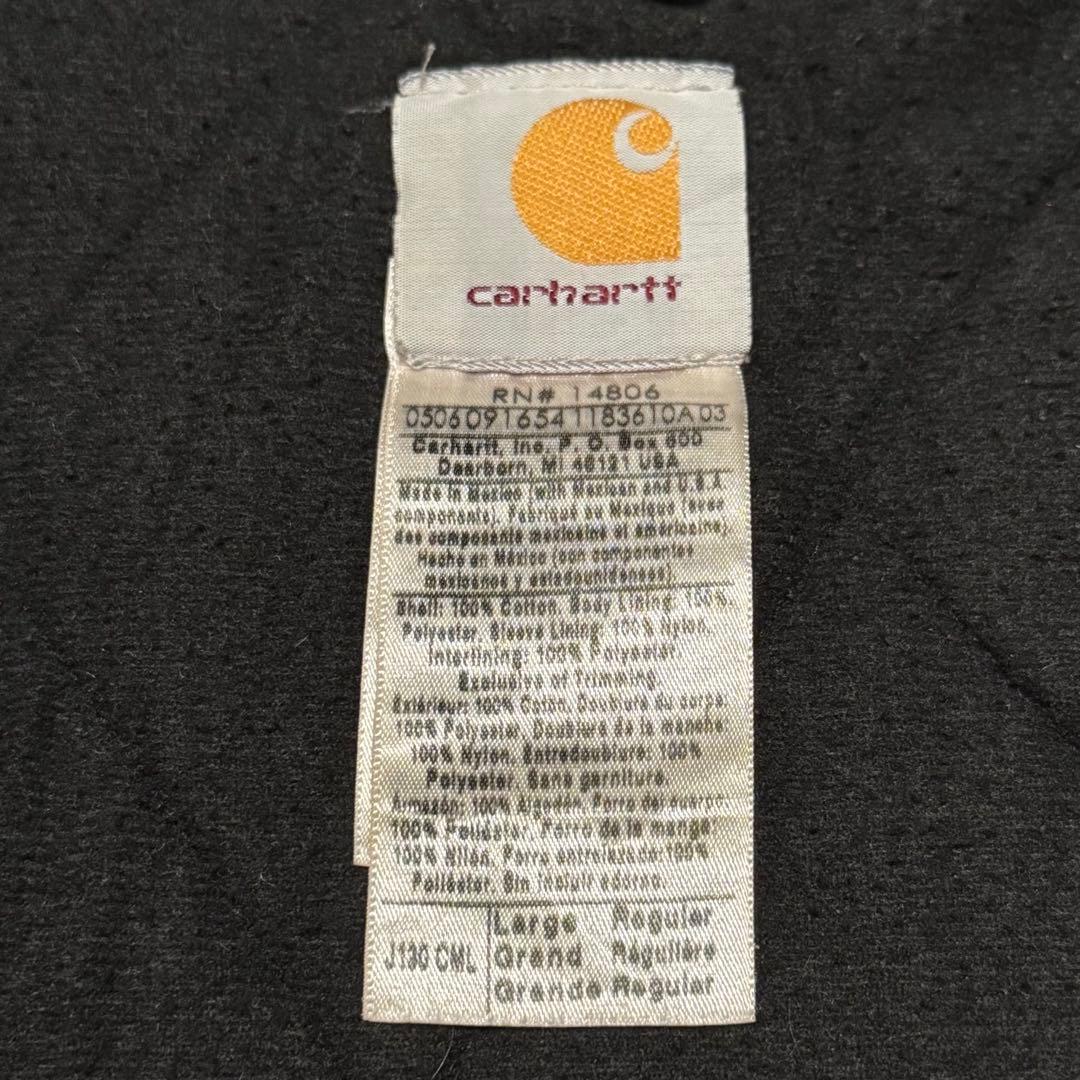 carhartt
RN# 14806
0506091654 1183610A 03
Carhartt, Inc. P. O. Box 600
Dearborn, MI 48121 USA
Made in Mexico (with Mexican and U.S.A
components). Fabriqué au Mexique (avec
des composants mexicains et américains)
Hecho en México (con componentes
mexicanos y estadounidenses)
Shell: 100% Cotton, Body Lining: 100%
Polyester, Sleeve Lining: 100% Nylon,
Interlining: 100% Polyester
Exclusive of Trimming.
Extérieur: 100% Coton, Doublure du corps:
100% Polyester, Doublure de la manche
100% Nylon, Entredoublure: 100%
Polyester, Sans garniture.
Armazón: 100% Algodón, Forro del cuerpo:
100% Poliéster, Forro de la manga:
100% Nilón, Forro entrelazado: 100%
Poliéster, Sin incluir adorno.
J130 CML
Large Regular
Grand Régulière
Grande Regular